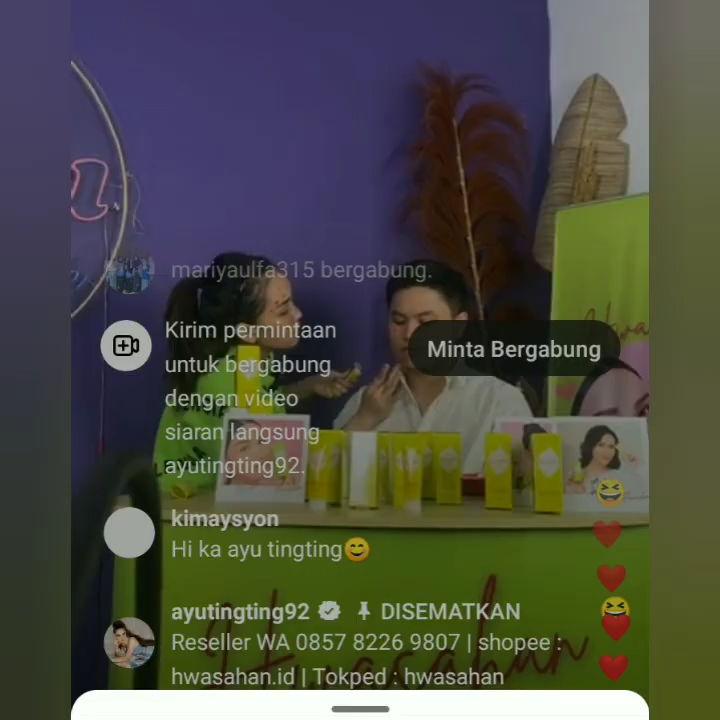 mariyaulfa315 bergabung.
Kirim permintaan
untuk bergabung
dengan video
siaran langsung
ayutingting92.
Minta Bergabung
kimaysyon
Hi ka ayu tingting😊
ayutingting92 DISEMATKAN
Reseller WA 0857 8226 9807 | shopee :
hwasahan.id | Tokped : hwasahan
Hwasahan